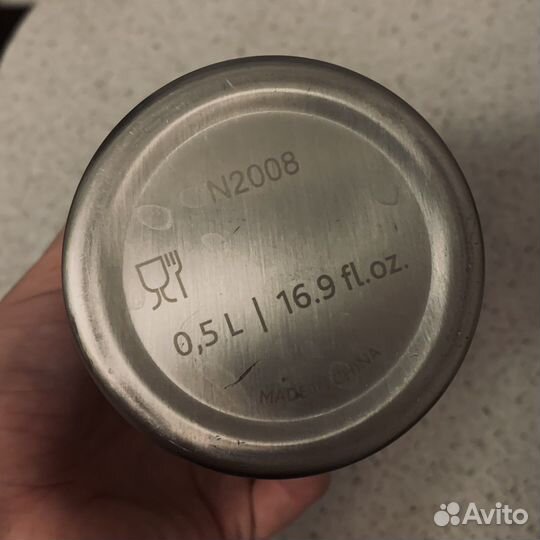 N2008
0,5 L | 16.9 fl.oz.
MADE IN CHINA
Avito